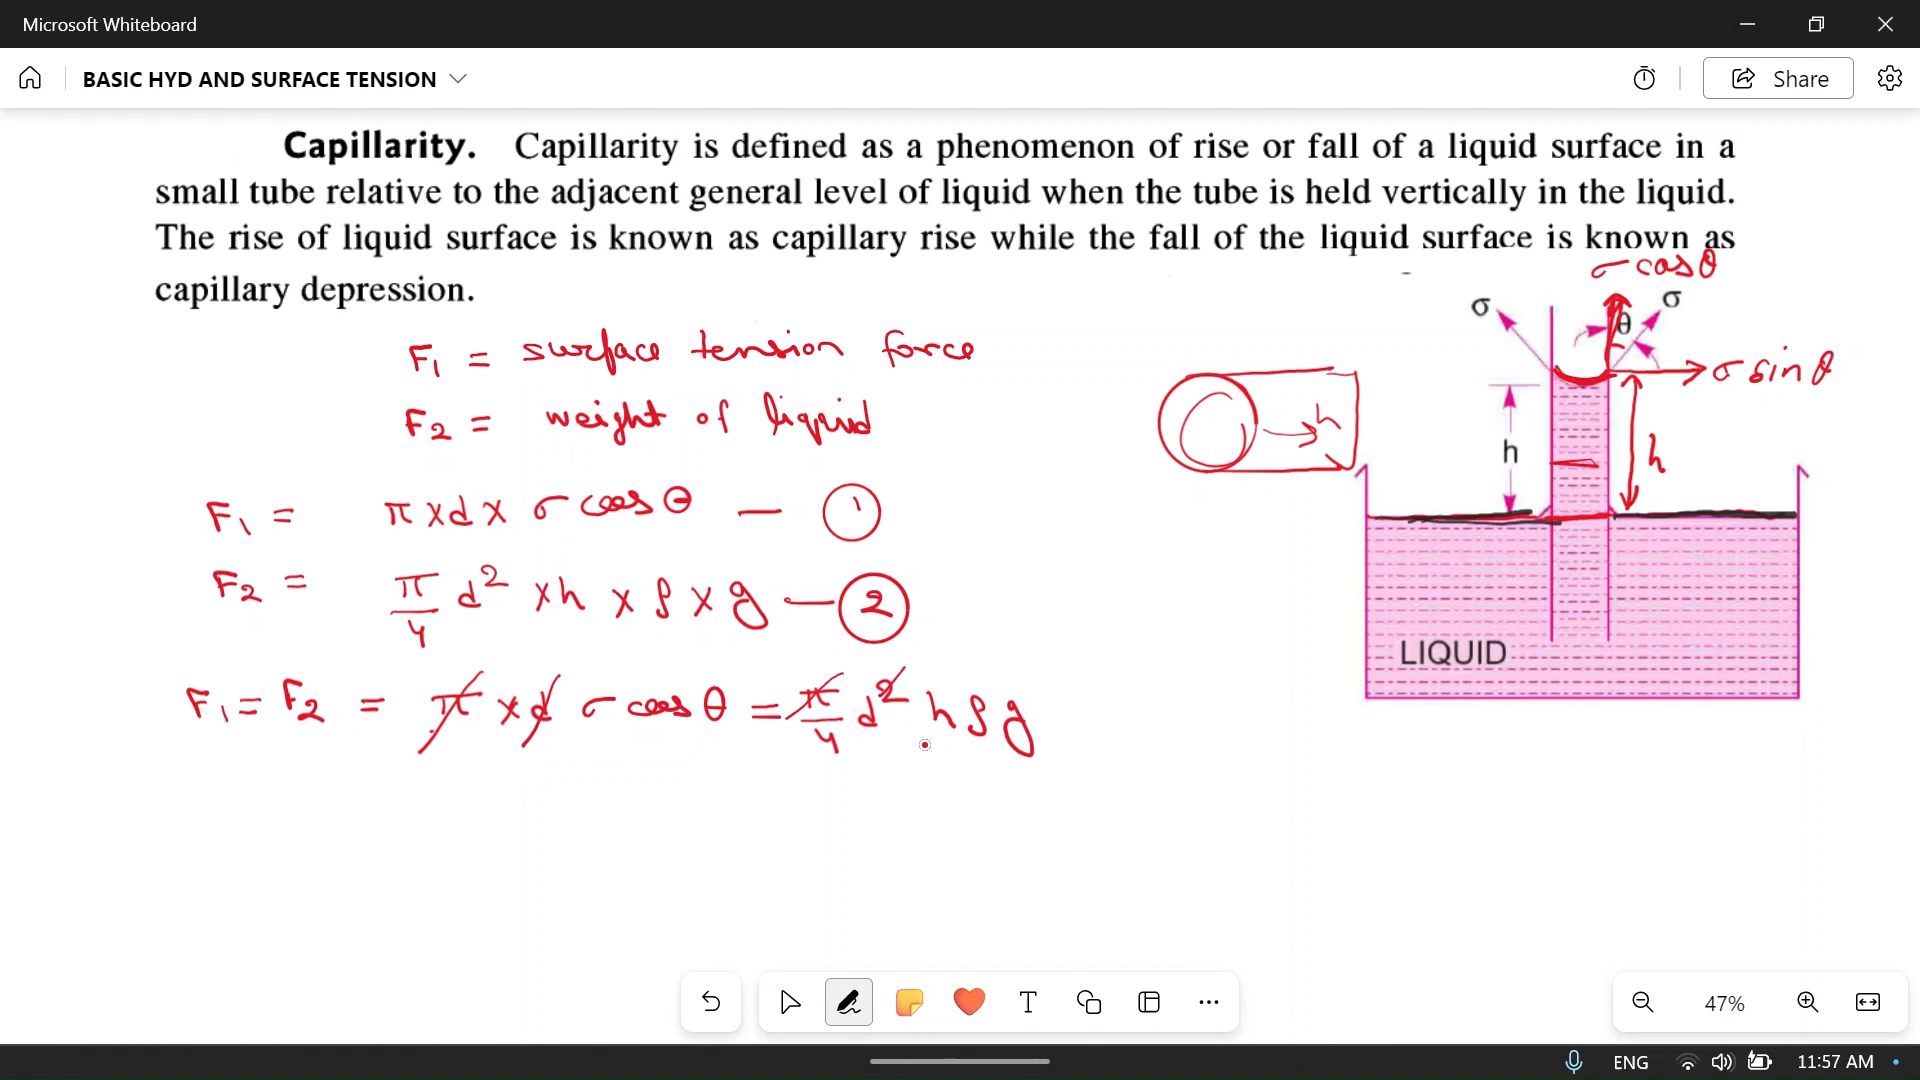 Microsoft Whiteboard
BASIC HYD AND SURFACE TENSION
Share
Capillarity. Capillarity is defined as a phenomenon of rise or fall of a liquid surface in a
small tube relative to the adjacent general level of liquid when the tube is held vertically in the liquid.
The rise of liquid surface is known as capillary rise while the fall of the liquid surface is known as
capillary depression.
σ cos θ
σ
σ
θ
σ sin θ
h
h
h
LIQUID
F₁ = surface tension force
F₂ = weight of liquid
F₁ = π × d × σ cos θ — ①
F₂ = π/4 d² × h × ρ × g — ②
F₁ = F₂ = π × d σ cos θ = π/4 d² h ρ g
T
47%
ENG
11:57 AM